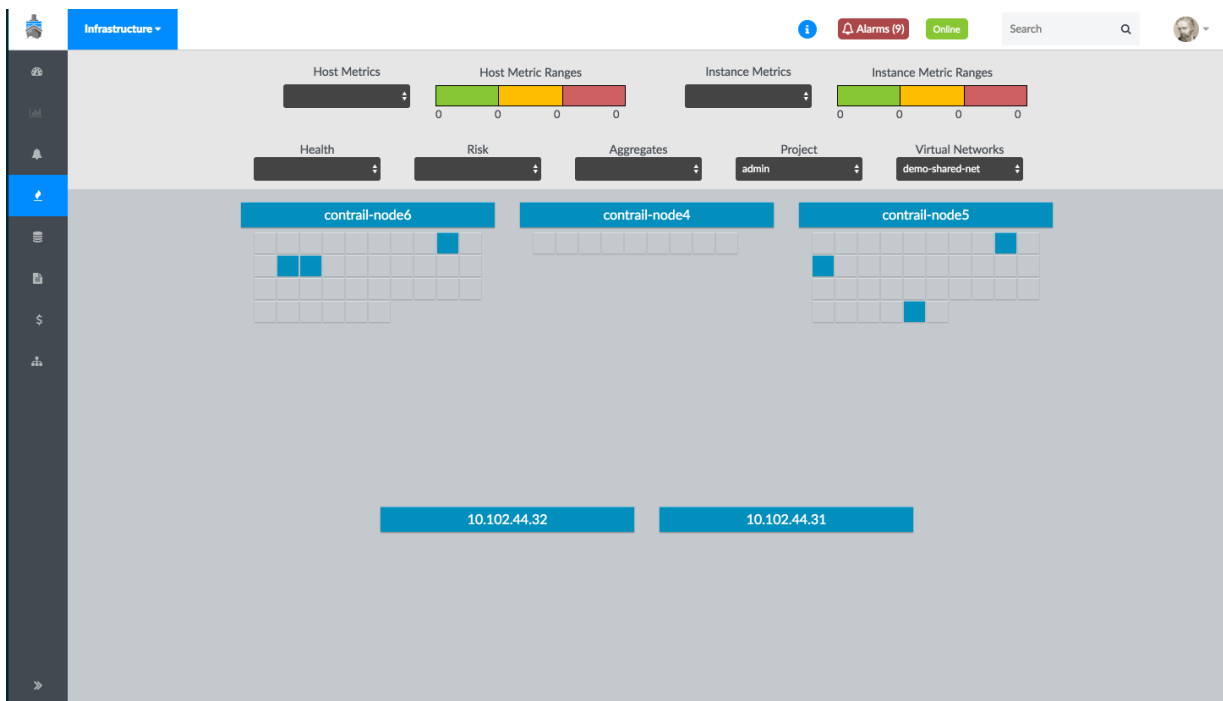 Infrastructure
i
Alarms (9)
Online
Search
Host Metrics
Host Metric Ranges
Instance Metrics
Instance Metric Ranges
0 0 0 0
0 0 0 0
Health
Risk
Aggregates
Project
Virtual Networks
admin
demo-shared-net
contrail-node6
contrail-node4
contrail-node5
10.102.44.32
10.102.44.31
$